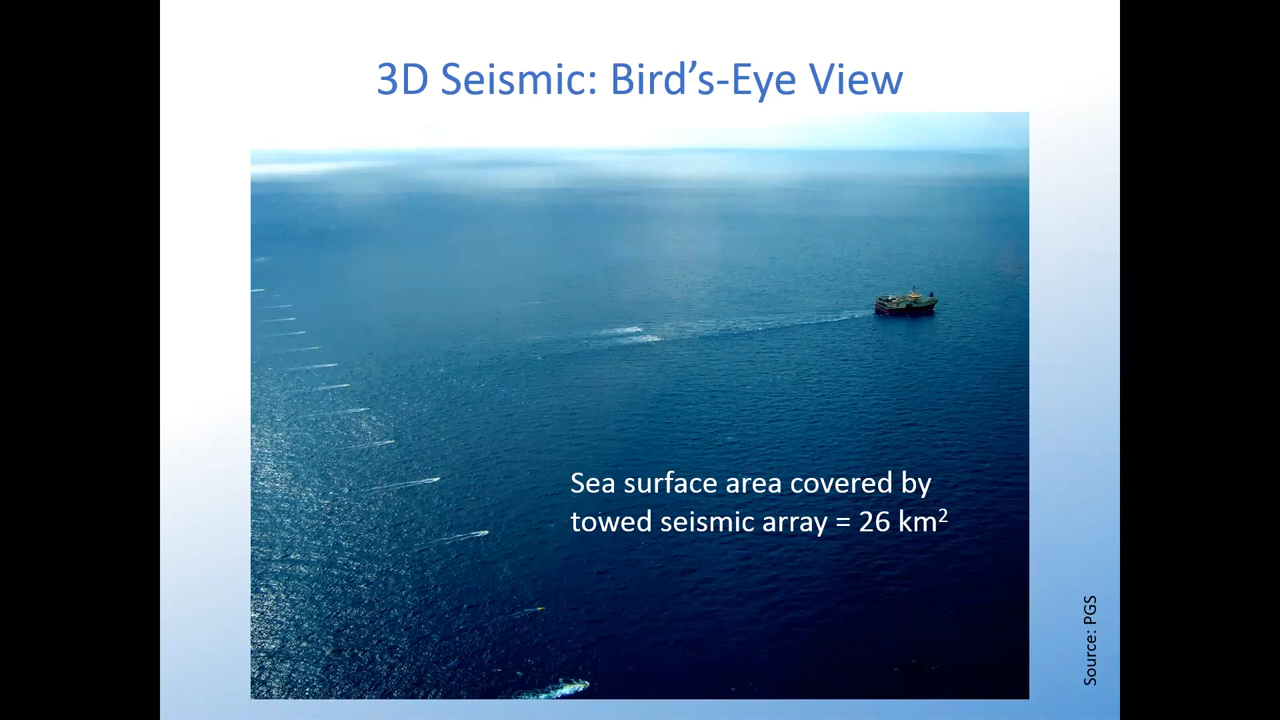 3D Seismic: Bird's-Eye View
Sea surface area covered by
towed seismic array = 26 km²
Source: PGS